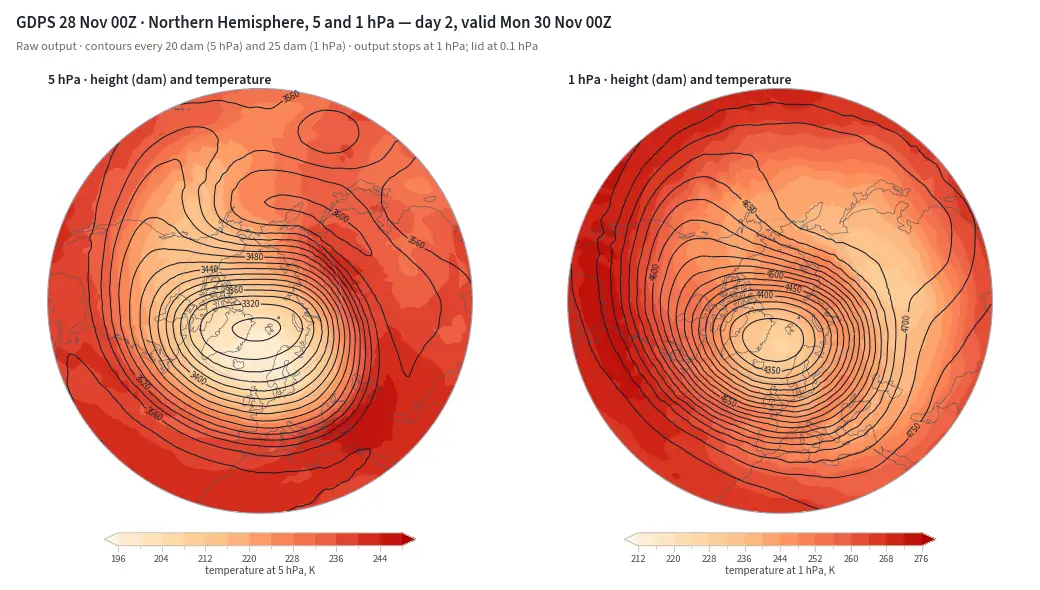 GDPS 28 Nov 00Z · Northern Hemisphere, 5 and 1 hPa — day 2, valid Mon 30 Nov 00Z
Raw output · contours every 20 dam (5 hPa) and 25 dam (1 hPa) · output stops at 1 hPa; lid at 0.1 hPa
5 hPa · height (dam) and temperature
3560
3600
3560
3480
3440
3360
3320
3400
3520
3560
196 204 212 220 228 236 244
temperature at 5 hPa, K
1 hPa · height (dam) and temperature
4650
4600
4500
4450
4400
4700
4350
4750
212 220 228 236 244 252 260 268 276
temperature at 1 hPa, K